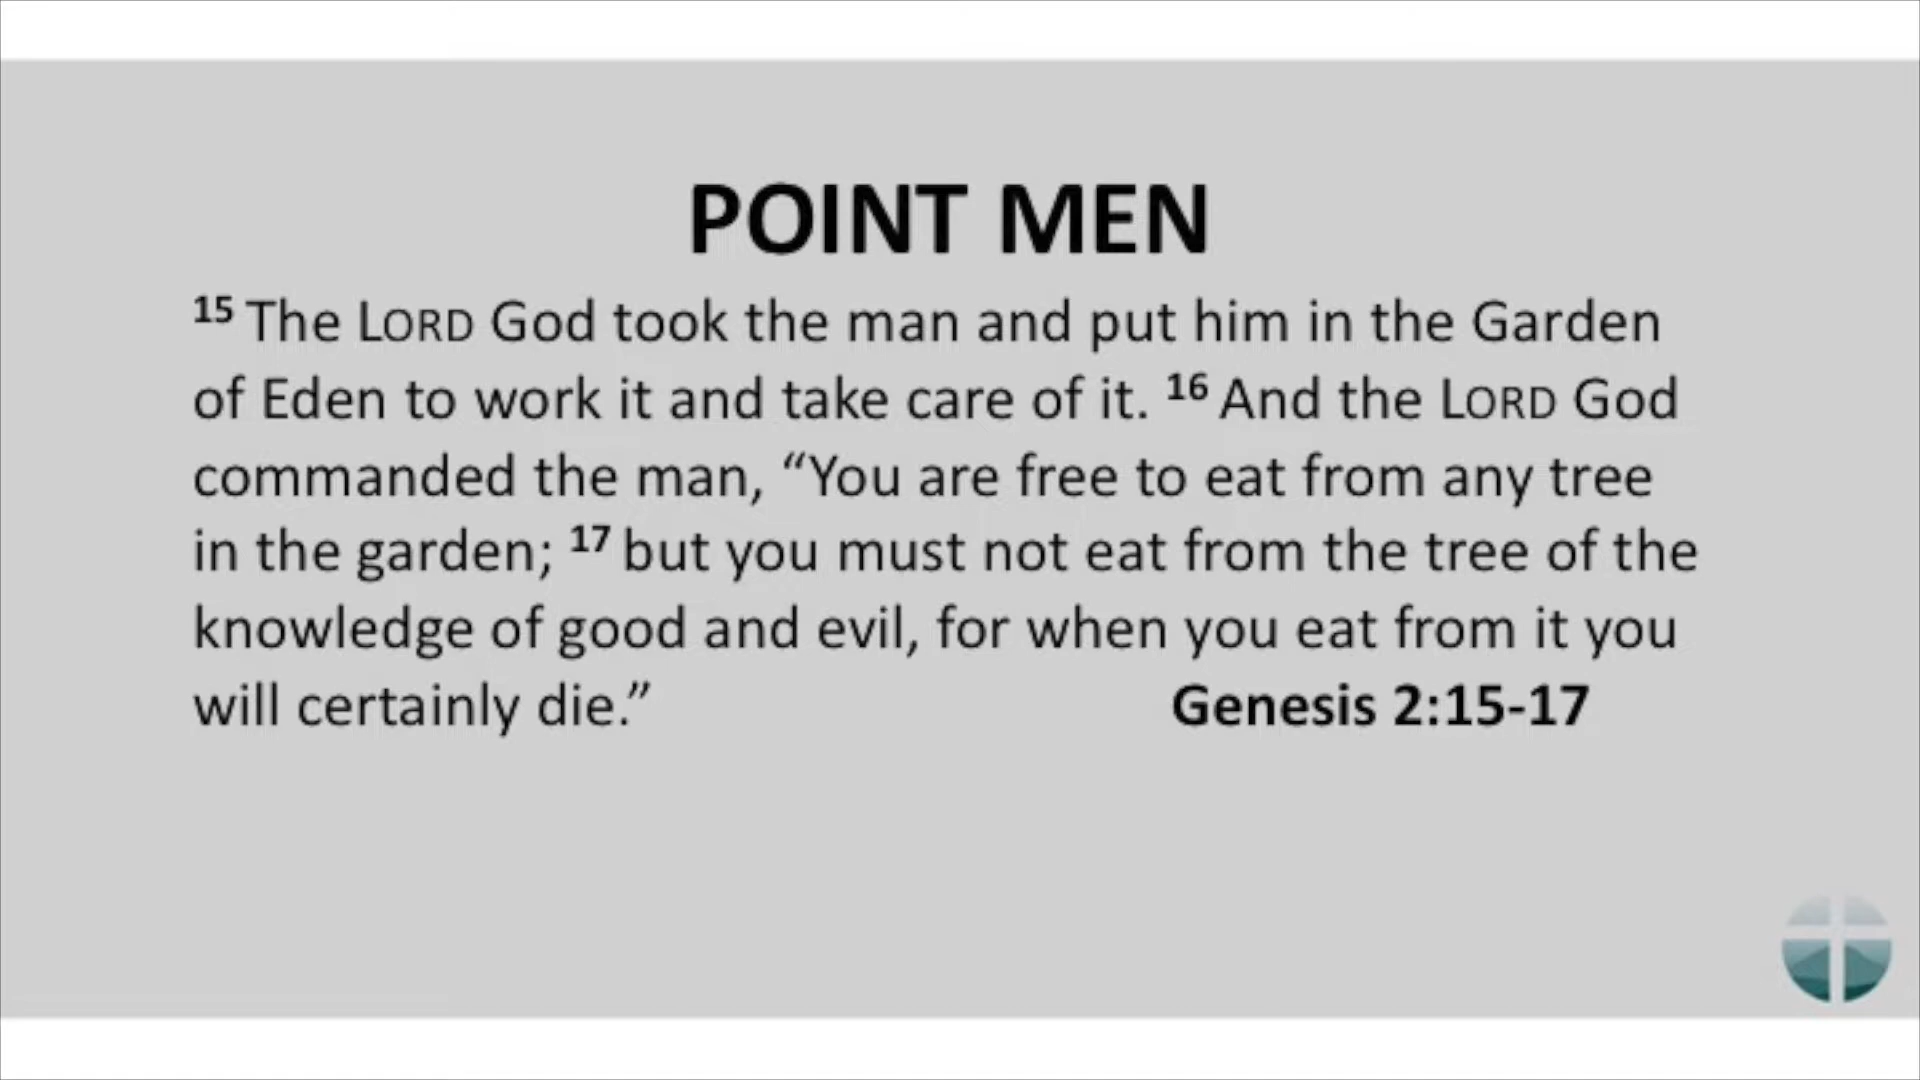 POINT MEN
15 The LORD God took the man and put him in the Garden
of Eden to work it and take care of it. 16 And the LORD God
commanded the man, “You are free to eat from any tree
in the garden; 17 but you must not eat from the tree of the
knowledge of good and evil, for when you eat from it you
will certainly die.” Genesis 2:15-17